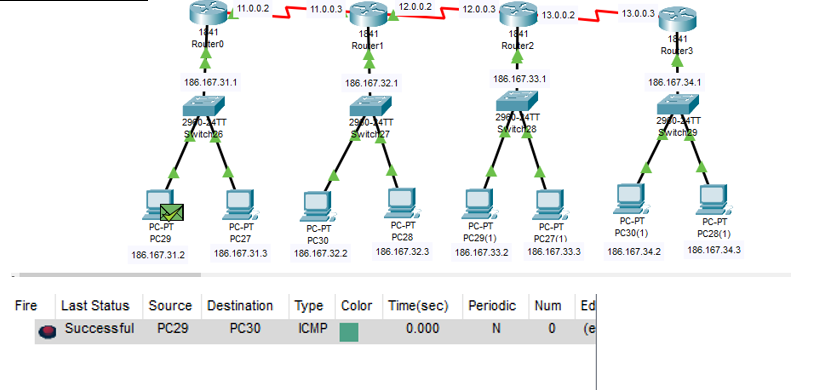 11.0.0.2 11.0.0.3 12.0.0.2 12.0.0.3 13.0.0.2 13.0.0.3
1841 1841 1841 1841
Router0 Router1 Router2 Router3
186.167.31.1 186.167.32.1 186.167.33.1 186.167.34.1
2960-24TT 2960-24TT 2960-24TT 2960-24TT
Switch26 Switch27 Switch28 Switch29
PC-PT PC-PT PC-PT PC-PT PC-PT PC-PT PC-PT PC-PT
PC29 PC27 PC30 PC28 PC29(1) PC27(1) PC30(1) PC28(1)
186.167.31.2 186.167.31.3 186.167.32.2 186.167.32.3 186.167.33.2 186.167.33.3 186.167.34.2 186.167.34.3
Fire Last Status Source Destination Type Color Time(sec) Periodic Num Ed
Successful PC29 PC30 ICMP 0.000 N 0 (e